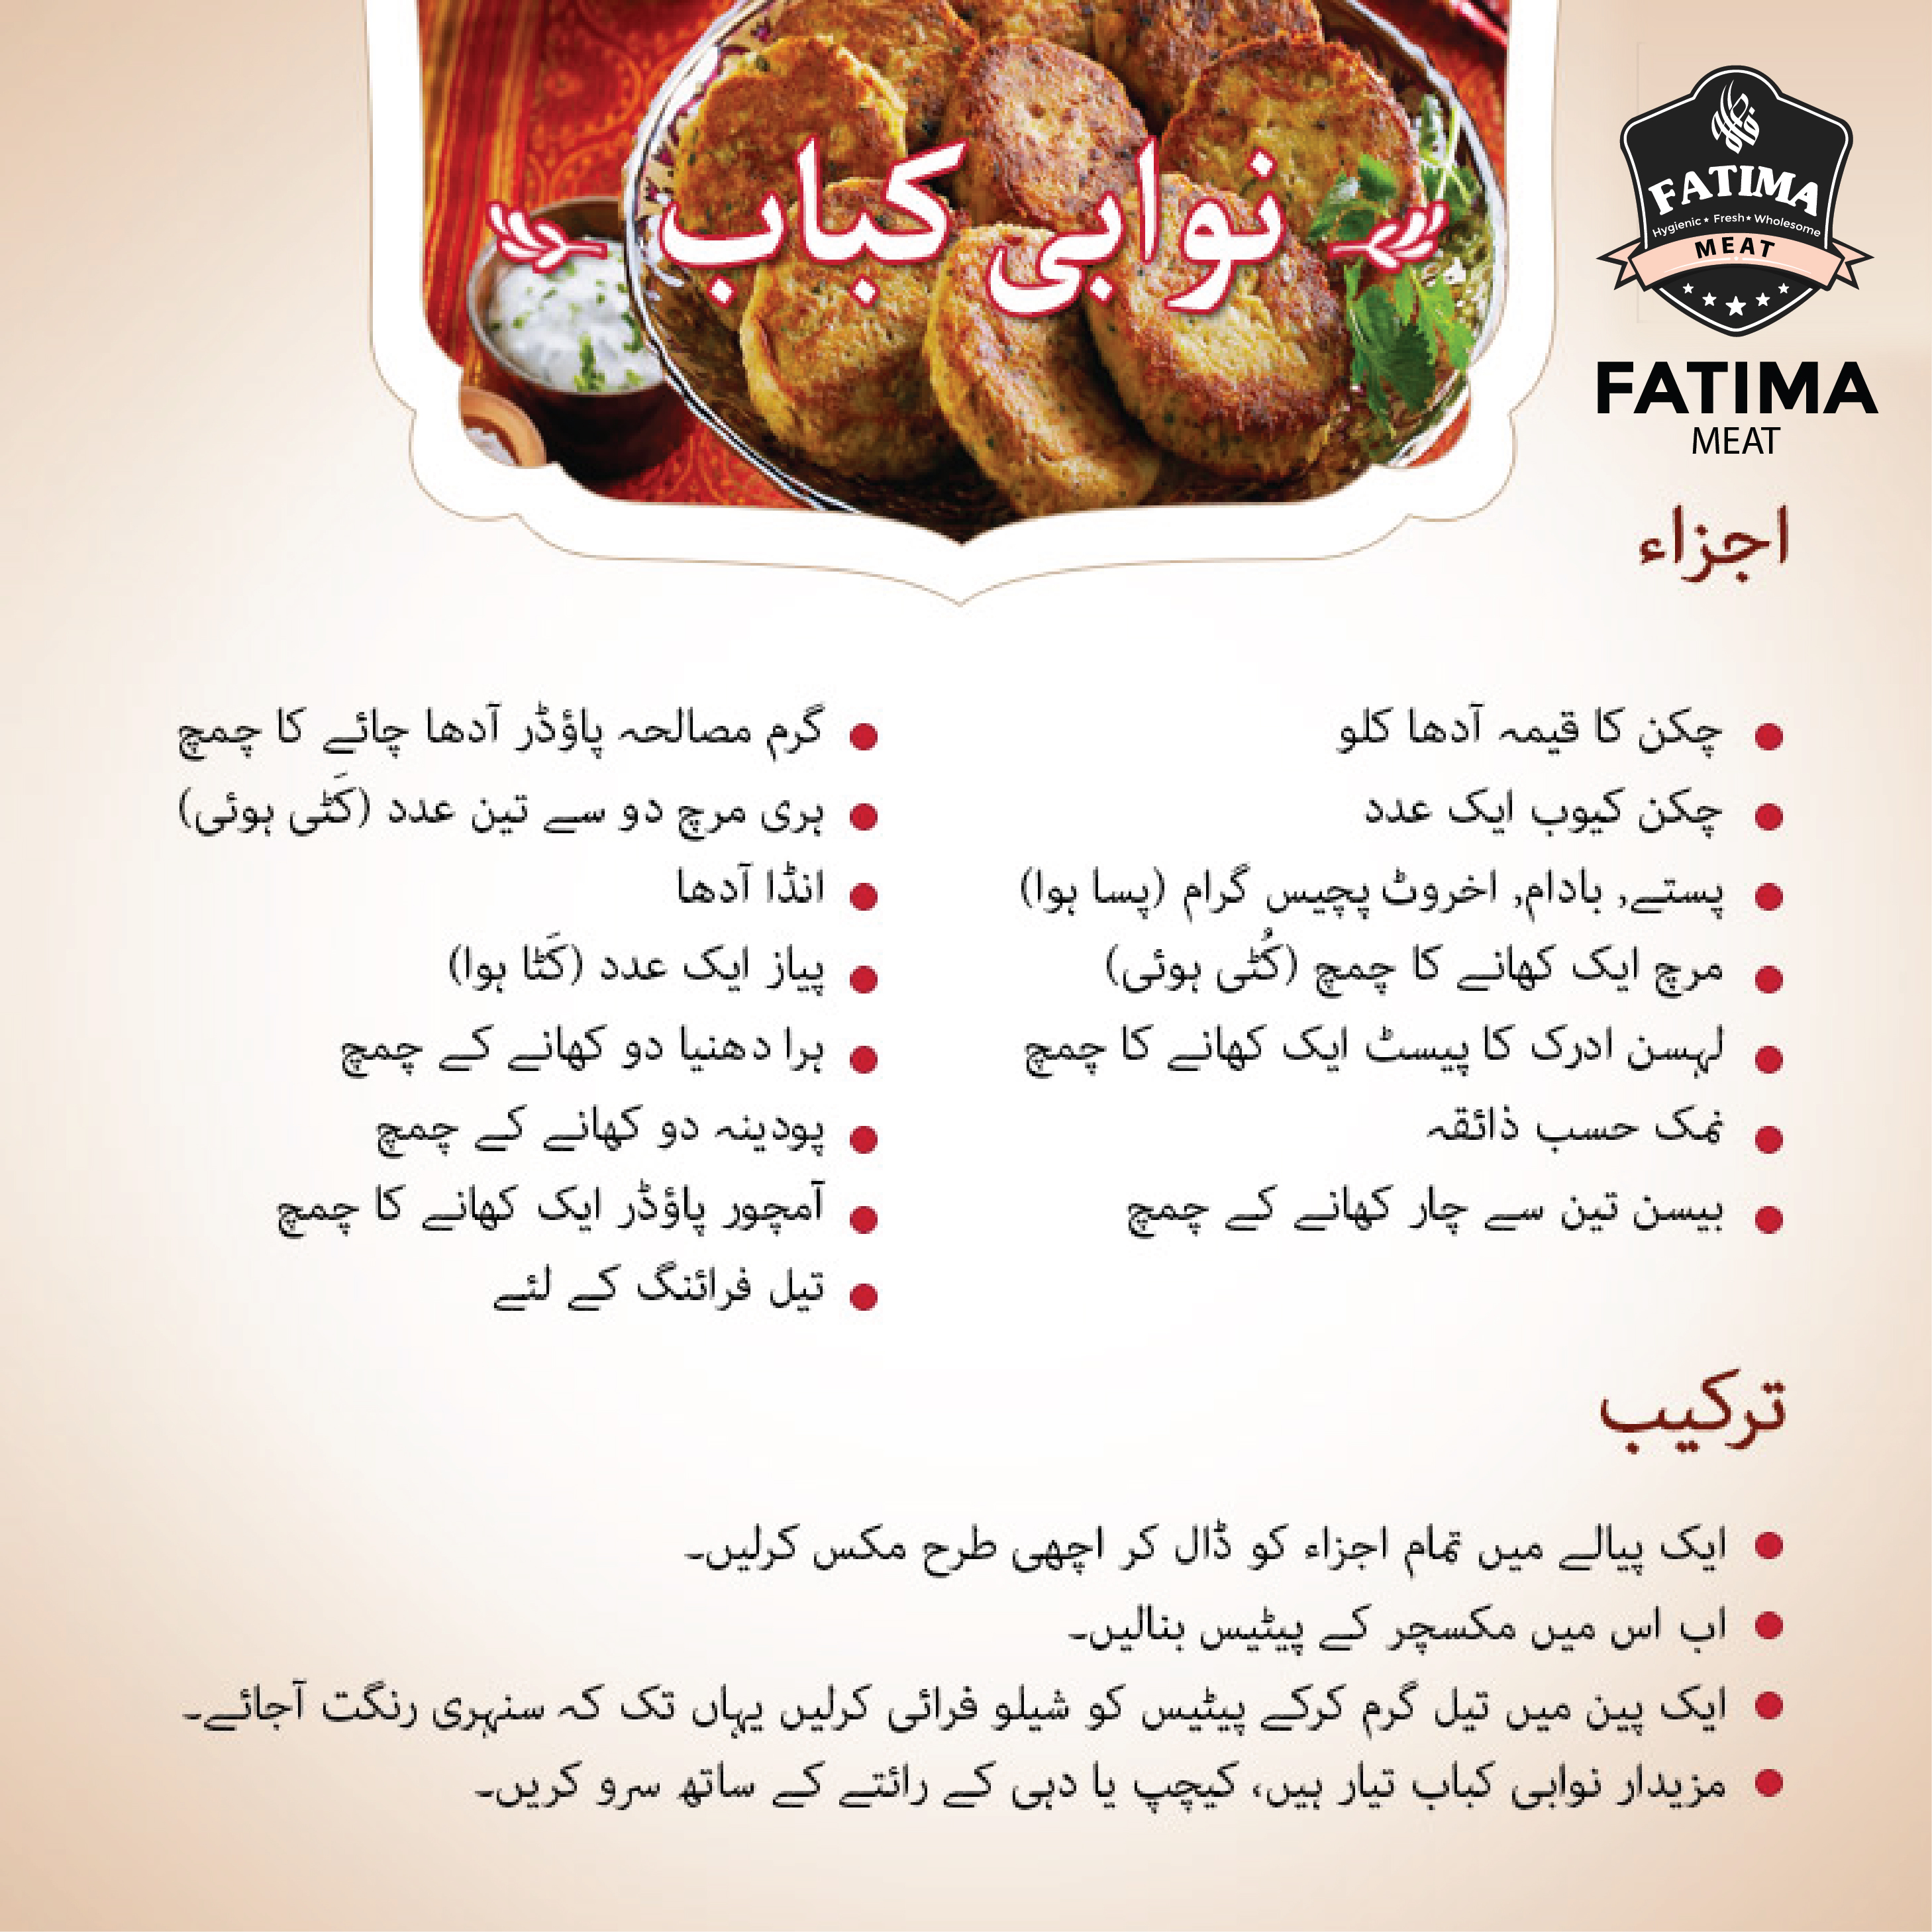 نوابی کباب
فاطمہ
FATIMA
Hygienic ★ Fresh ★ Wholesome
MEAT
FATIMA
MEAT
اجزاء
چکن کا قیمہ آدھا کلو
چکن کیوب ایک عدد
پستے, بادام, اخروٹ پچیس گرام (پسا ہوا)
مرچ ایک کھانے کا چمچ (کُٹی ہوئی)
لہسن ادرک کا پیسٹ ایک کھانے کا چمچ
نمک حسب ذائقہ
بیسن تین سے چار کھانے کے چمچ
گرم مصالحہ پاؤڈر آدھا چائے کا چمچ
ہری مرچ دو سے تین عدد (کَٹی ہوئی)
انڈا آدھا
پیاز ایک عدد (کَٹا ہوا)
ہرا دھنیا دو کھانے کے چمچ
پودینہ دو کھانے کے چمچ
آمچور پاؤڈر ایک کھانے کا چمچ
تیل فرائنگ کے لئے
ترکیب
ایک پیالے میں تمام اجزاء کو ڈال کر اچھی طرح مکس کرلیں۔
اب اس میں مکسچر کے پیٹیس بنالیں۔
ایک پین میں تیل گرم کرکے پیٹیس کو شیلو فرائی کرلیں یہاں تک کہ سنہری رنگت آجائے۔
مزیدار نوابی کباب تیار ہیں، کیچپ یا دہی کے رائتے کے ساتھ سرو کریں۔